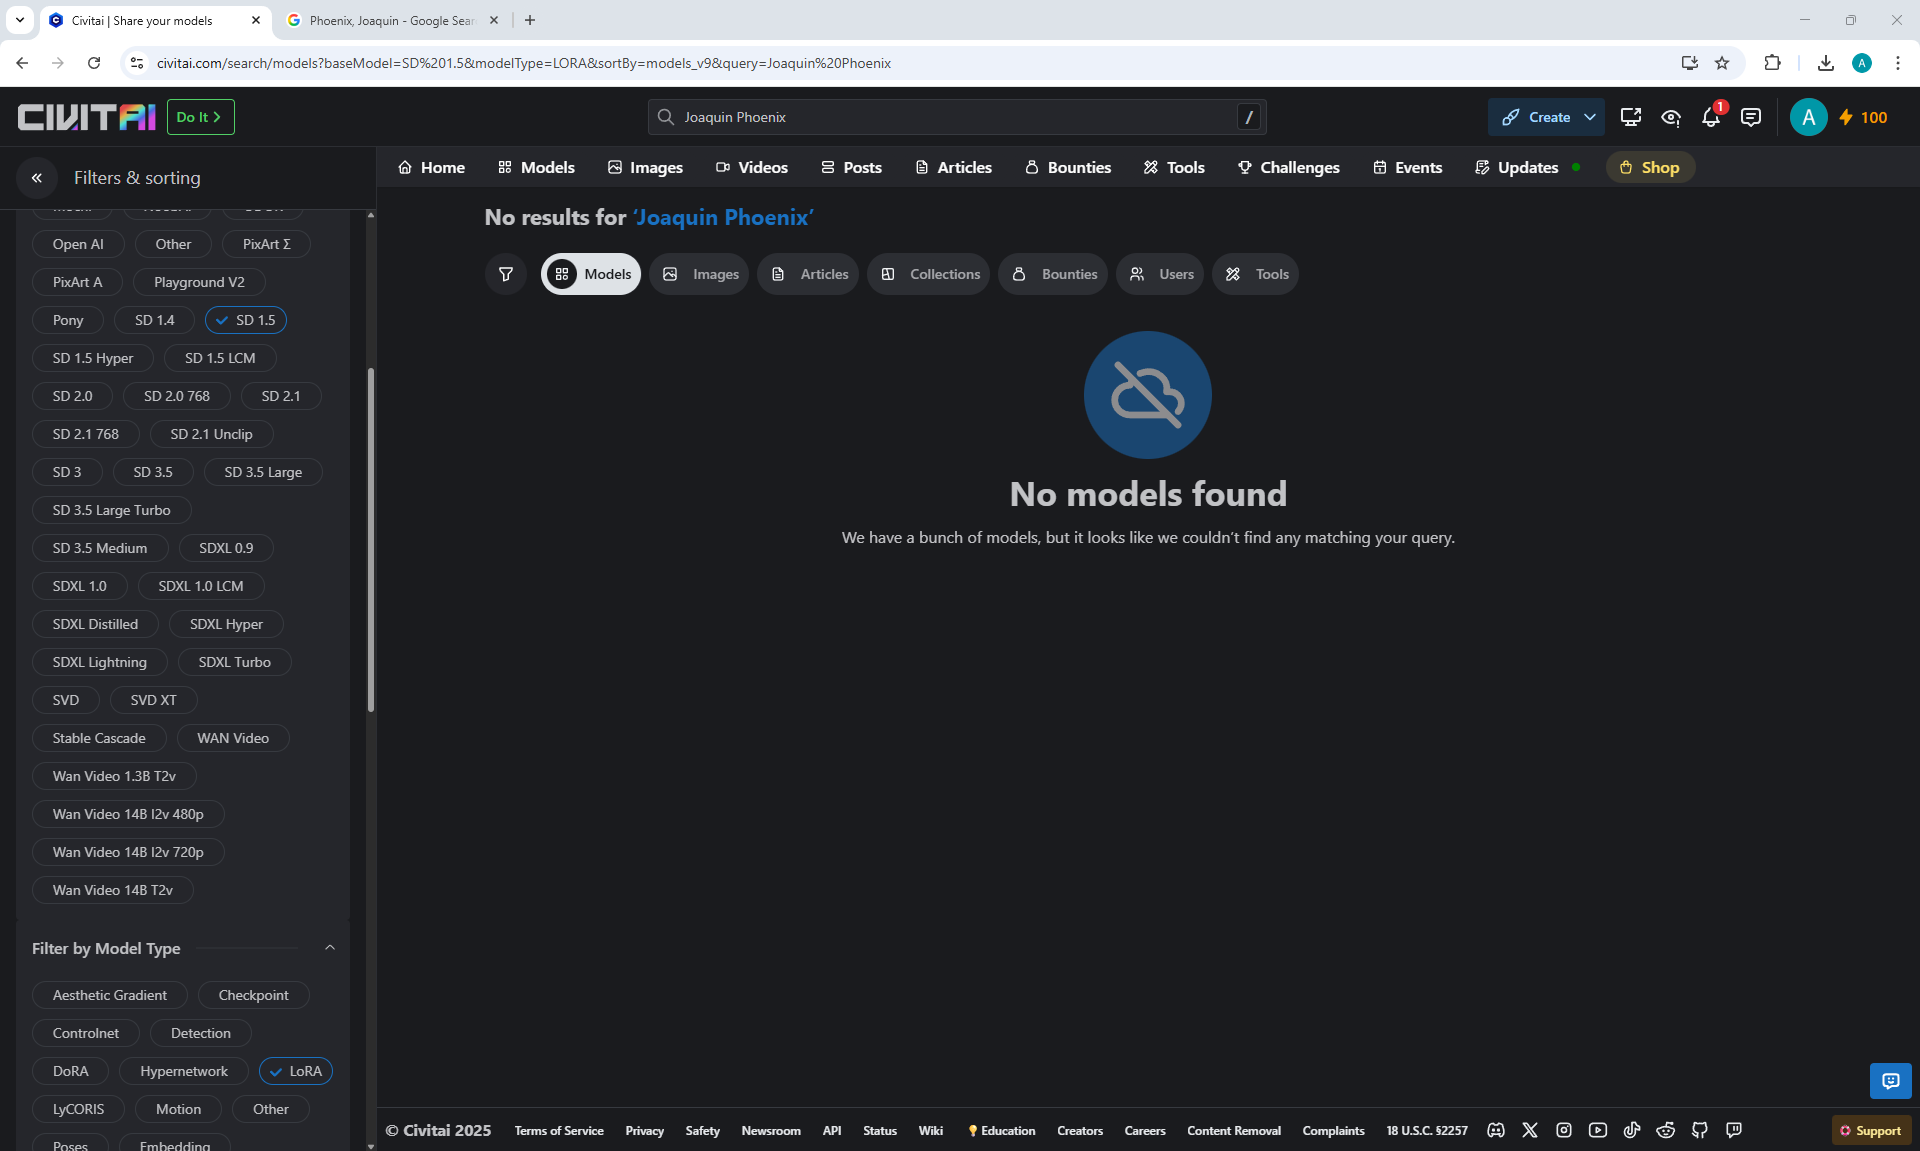 Civitai | Share your models
Phoenix, Joaquin - Google Sear
civitai.com/search/models?baseModel=SD%201.5&modelType=LORA&sortBy=models_v9&query=Joaquin%20Phoenix
A
CIVITAI
Do It
Joaquin Phoenix
/
Create
1
A
100
Filters & sorting
Home
Models
Images
Videos
Posts
Articles
Bounties
Tools
Challenges
Events
Updates
Shop
No results for ‘Joaquin Phoenix’
Models
Images
Articles
Collections
Bounties
Users
Tools
Open AI
Other
PixArt Σ
PixArt A
Playground V2
Pony
SD 1.4
SD 1.5
SD 1.5 Hyper
SD 1.5 LCM
SD 2.0
SD 2.0 768
SD 2.1
SD 2.1 768
SD 2.1 Unclip
SD 3
SD 3.5
SD 3.5 Large
SD 3.5 Large Turbo
SD 3.5 Medium
SDXL 0.9
SDXL 1.0
SDXL 1.0 LCM
SDXL Distilled
SDXL Hyper
SDXL Lightning
SDXL Turbo
SVD
SVD XT
Stable Cascade
WAN Video
Wan Video 1.3B T2v
Wan Video 14B I2v 480p
Wan Video 14B I2v 720p
Wan Video 14B T2v
Filter by Model Type
Aesthetic Gradient
Checkpoint
Controlnet
Detection
DoRA
Hypernetwork
LoRA
LyCORIS
Motion
Other
Poses
Embedding
No models found
We have a bunch of models, but it looks like we couldn’t find any matching your query.
© Civitai 2025
Terms of Service
Privacy
Safety
Newsroom
API
Status
Wiki
Education
Creators
Careers
Content Removal
Complaints
18 U.S.C. §2257
Support